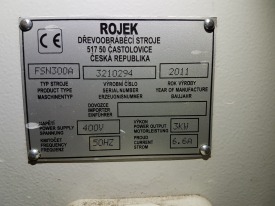 ROJEK
DŘEVOOBRÁBĚCÍ STROJE
517 50 CASTOLOVICE
ČESKÁ REPUBLIKA
CE
FSN300A 3210294 2011
TYP STROJE VÝROBNÍ ČÍSLO ROK VÝROBY
PRODUCT TYPE SERIAL NUMBER YEAR OF MANUFACTURE
MASCHINENTYP ERZEUGNISNUMMER BAUJAHR
DOVOZCE
IMPORTER
EINFÜHRER
NAPĚTÍ VÝKON
POWER SUPPLY 400V POWER OUTPUT 3KW
SPANNUNG MOTORLEISTUNG
KMITOČET PROUD
FREQUENCY 50HZ CURRENT 6.6A
FREQUENZ STROM